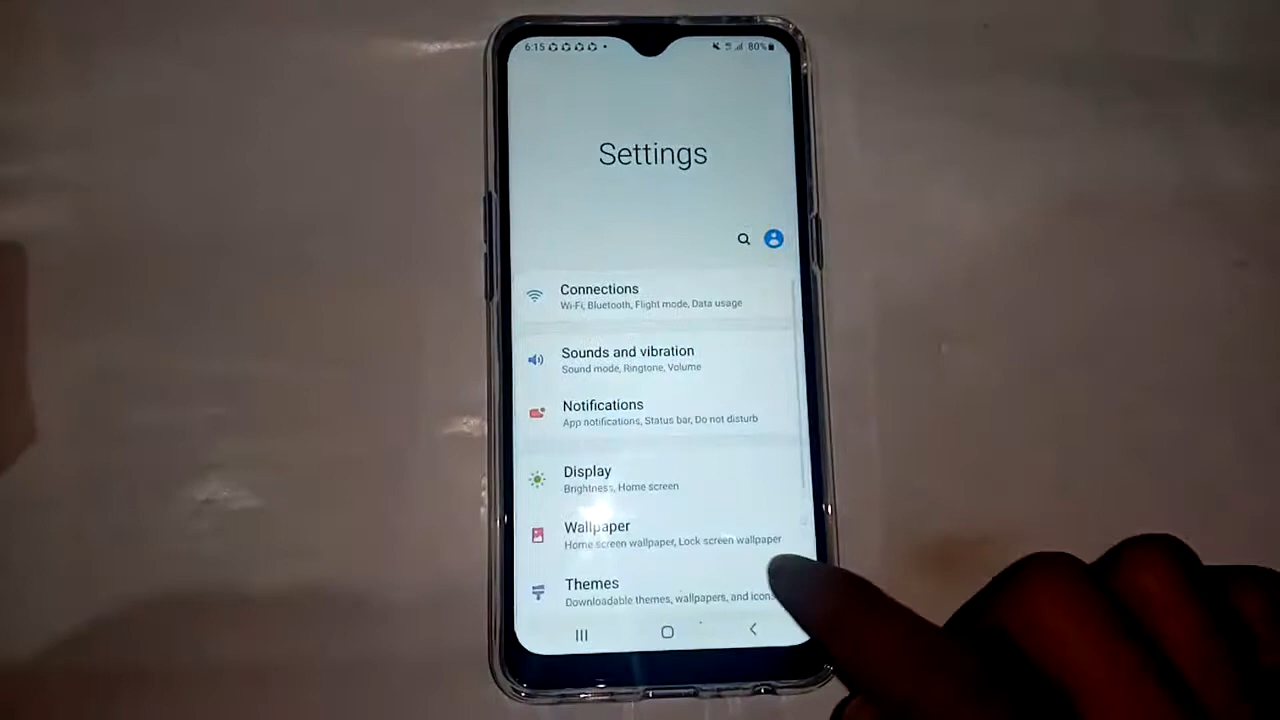 6:15
80%
Settings
Connections
Wi-Fi, Bluetooth, Flight mode, Data usage
Sounds and vibration
Sound mode, Ringtone, Volume
Notifications
App notifications, Status bar, Do not disturb
Display
Brightness, Home screen
Wallpaper
Home screen wallpaper, Lock screen wallpaper
Themes
Downloadable themes, wallpapers, and icons